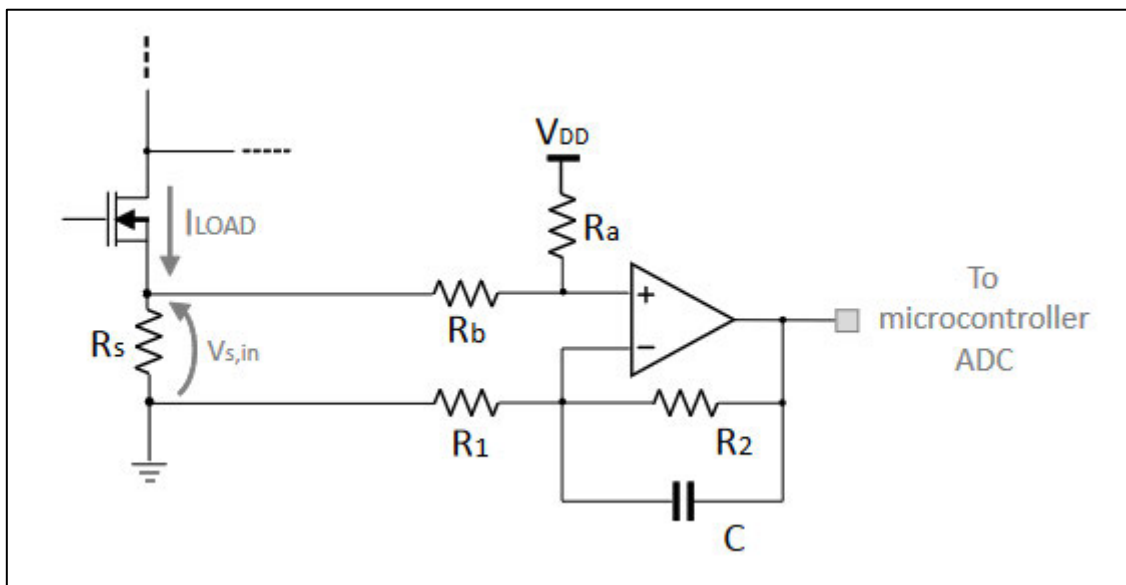 VDD
Ra
ILOAD
+
To
microcontroller
ADC
Rb
Rs
Vs,in
−
R1
R2
C